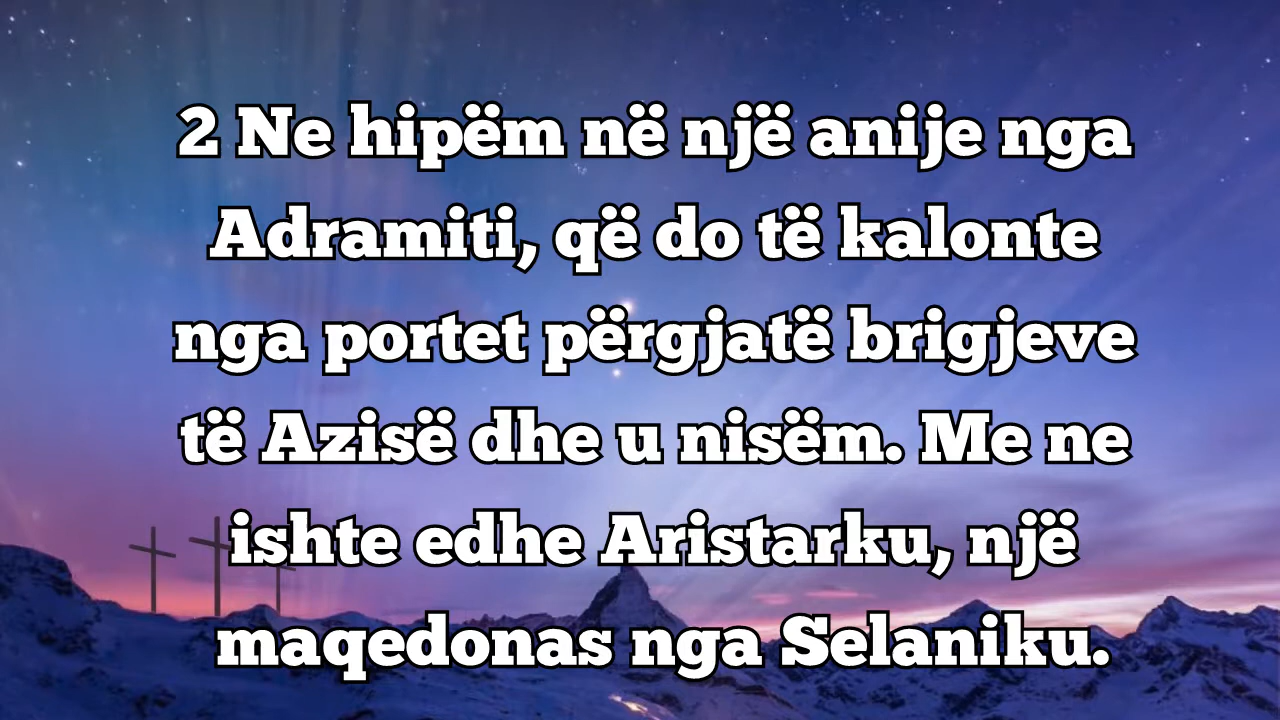 2 Ne hipëm në një anije nga
Adramiti, që do të kalonte
nga portet përgjatë brigjeve
të Azisë dhe u nisëm. Me ne
ishte edhe Aristarku, një
maqedonas nga Selaniku.